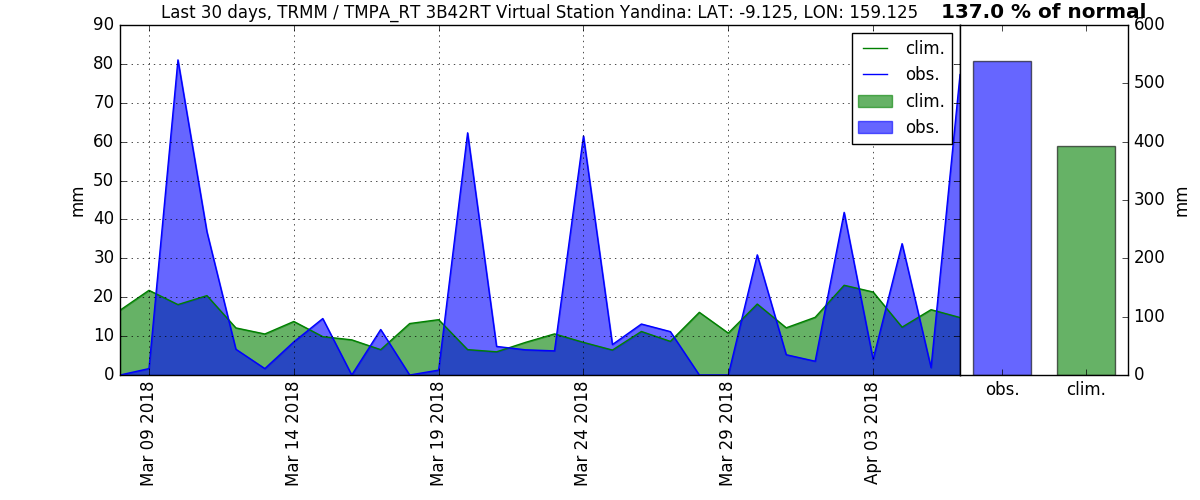 Last 30 days, TRMM / TMPA_RT 3B42RT Virtual Station Yandina: LAT: -9.125, LON: 159.125
137.0 % of normal
90
80
70
60
50
40
30
20
10
0
mm
clim.
obs.
clim.
obs.
Mar 09 2018
Mar 14 2018
Mar 19 2018
Mar 24 2018
Mar 29 2018
Apr 03 2018
600
500
400
300
200
100
0
mm
obs.
clim.